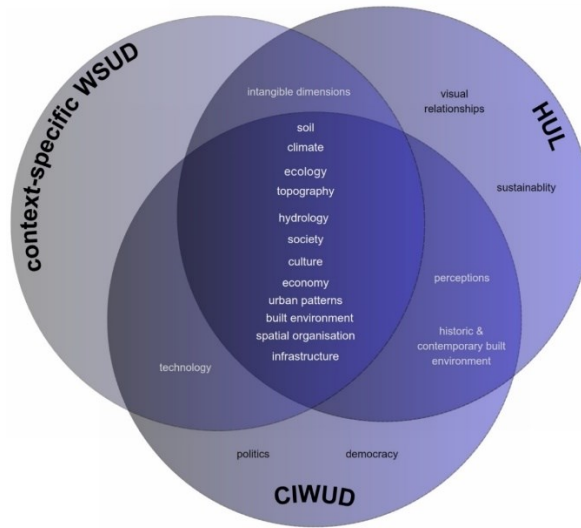 context-specific WSUD
HUL
intangible dimensions
visual
relationships
soil
climate
ecology
topography
sustainablity
hydrology
society
culture
economy
perceptions
urban patterns
built environment
spatial organisation
infrastructure
historic &
contemporary built
environment
technology
politics
democracy
CIWUD